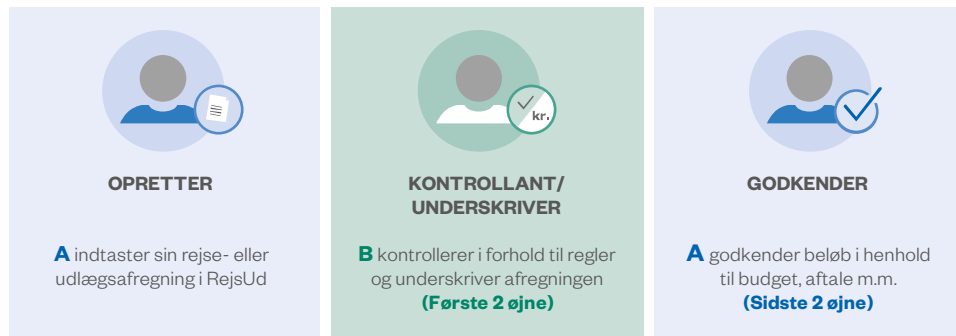 kr.
OPRETTER
A indtaster sin rejse- eller
udlægsafregning i RejsUd
KONTROLLANT/
UNDERSKRIVER
B kontrollerer i forhold til regler
og underskriver afregningen
(Første 2 øjne)
GODKENDER
A godkender beløb i henhold
til budget, aftale m.m.
(Sidste 2 øjne)